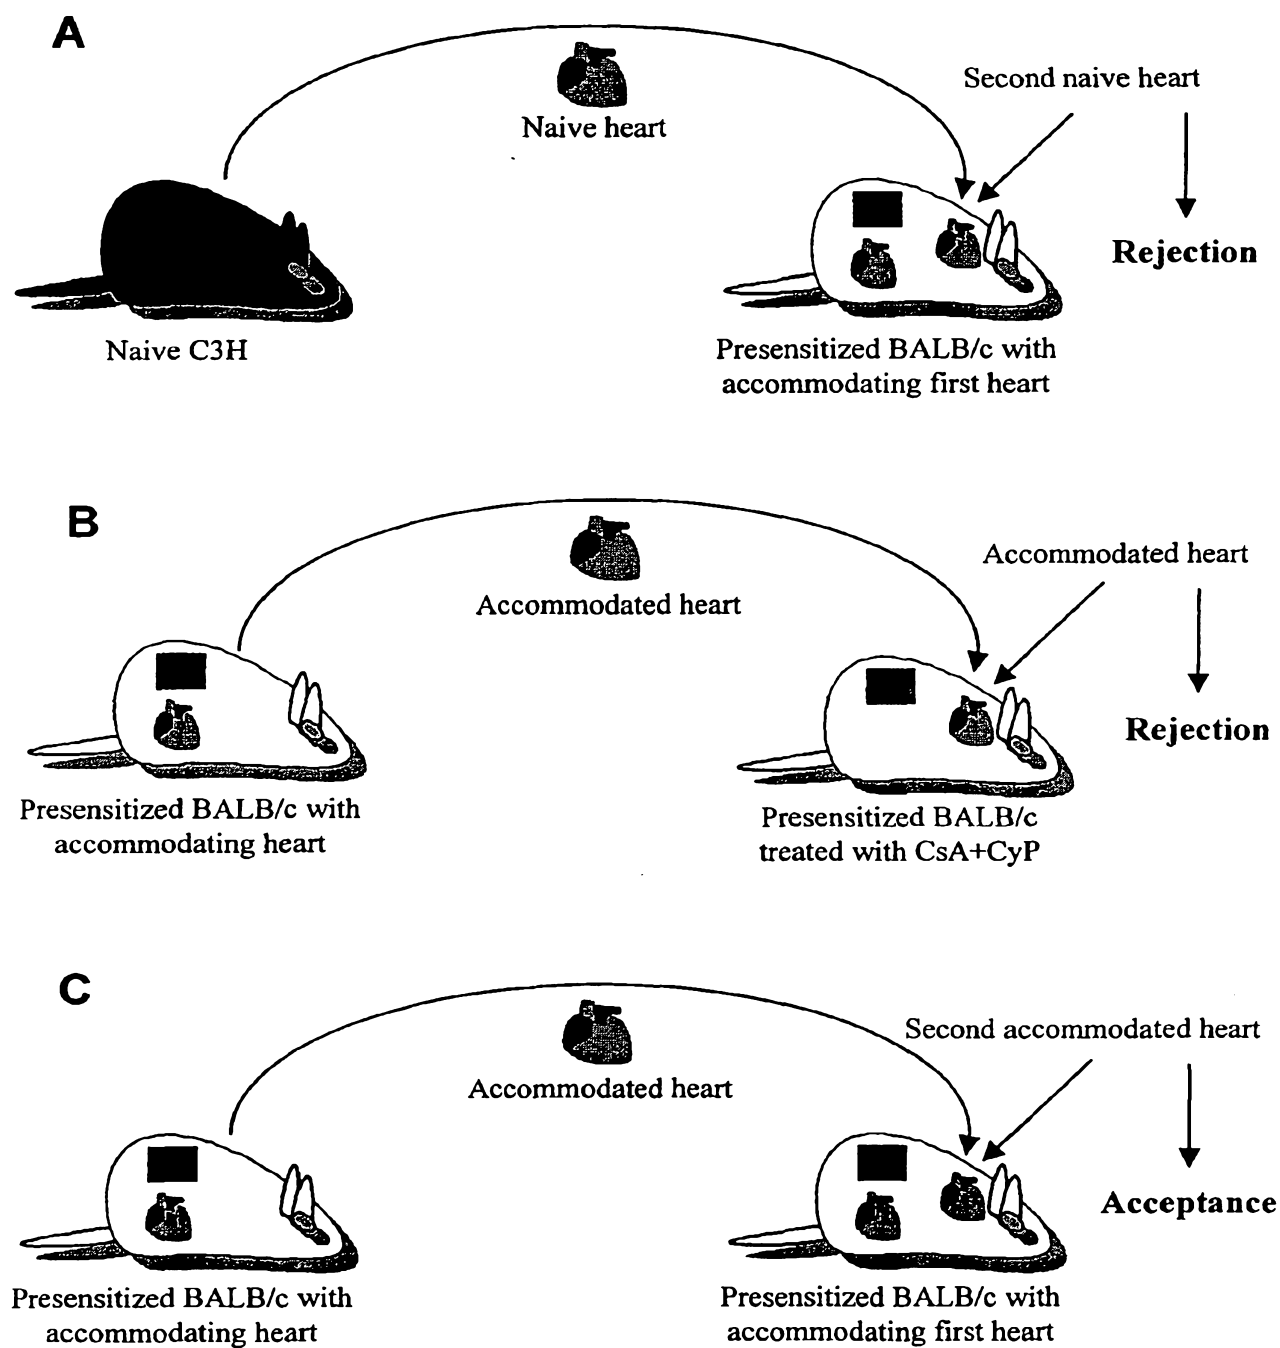 A
Naive heart
Second naive heart
Rejection
Naive C3H
Presensitized BALB/c with
accommodating first heart
B
Accommodated heart
Accommodated heart
Rejection
Presensitized BALB/c with
accommodating heart
Presensitized BALB/c
treated with CsA+CyP
C
Second accommodated heart
Accommodated heart
Acceptance
Presensitized BALB/c with
accommodating heart
Presensitized BALB/c with
accommodating first heart